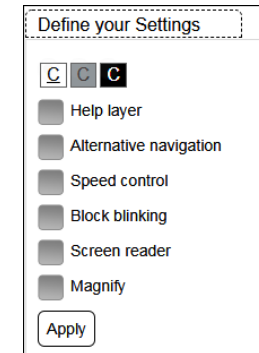 Define your Settings
C C C
Help layer
Alternative navigation
Speed control
Block blinking
Screen reader
Magnify
Apply